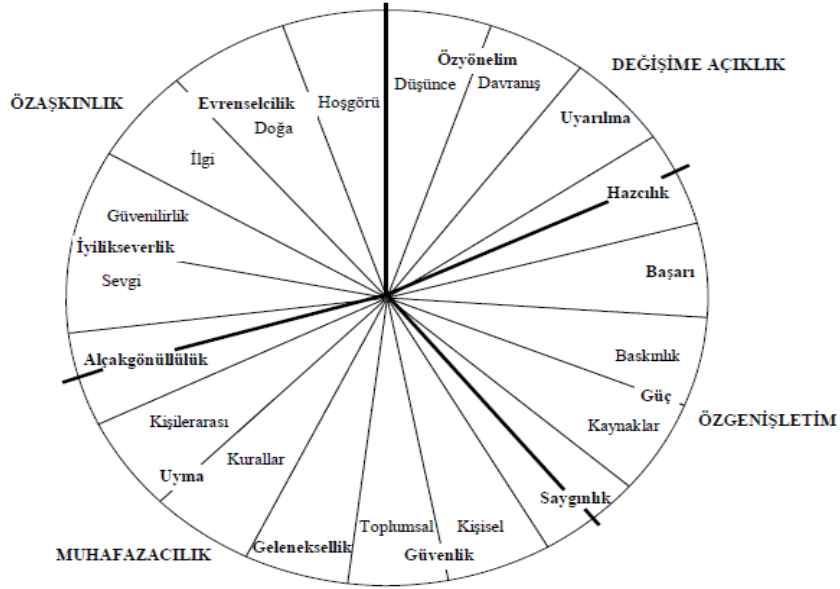 Özyönelim
Düşünce
Davranış
DEĞİŞİME AÇIKLIK
Uyarılma
Hazcılık
Başarı
Baskınlık
Güç
Kaynaklar
ÖZGENİŞLETİM
Saygınlık
Kişisel
Güvenlik
Toplumsal
Geleneksellik
MUHAFAZACILIK
Kurallar
Uyma
Kişilerarası
Alçakgönüllülük
Sevgi
İyilikseverlik
Güvenilirlik
İlgi
Doğa
Evrenselcilik
ÖZAŞKINLIK
Hoşgörü